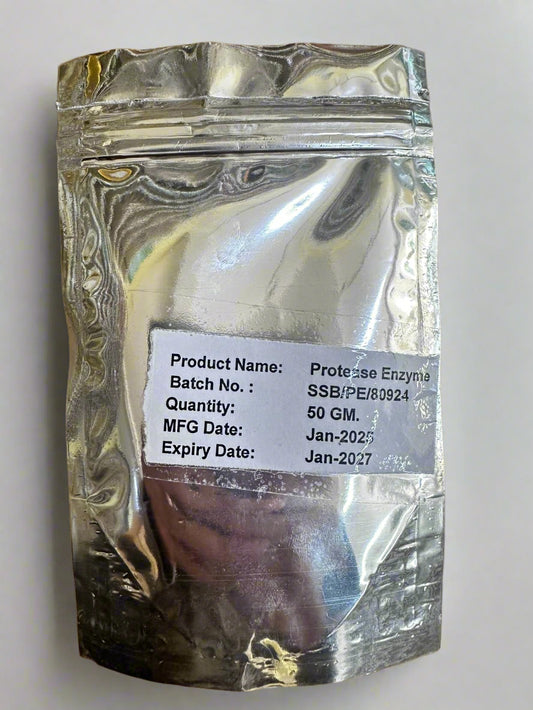 Product Name: Protease Enzyme
Batch No. : SSB/PE/80924
Quantity: 50 GM.
MFG Date: Jan-2025
Expiry Date: Jan-2027